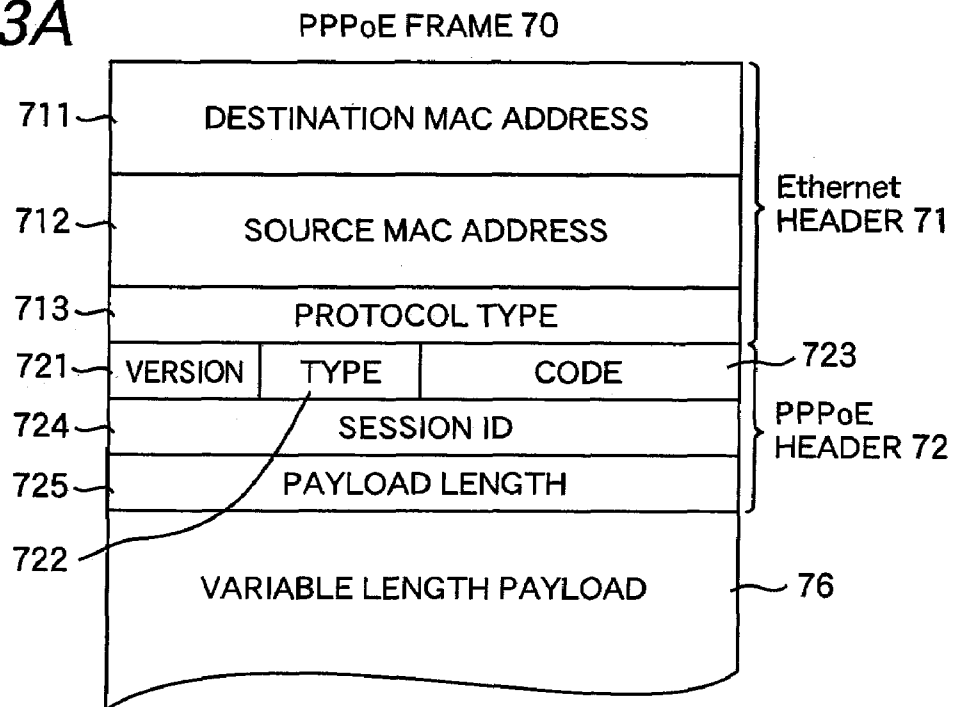 3A
PPPoE FRAME 70
711
DESTINATION MAC ADDRESS
712
SOURCE MAC ADDRESS
Ethernet
HEADER 71
713
PROTOCOL TYPE
721
VERSION
TYPE
CODE
723
724
SESSION ID
PPPoE
HEADER 72
725
PAYLOAD LENGTH
722
VARIABLE LENGTH PAYLOAD
76